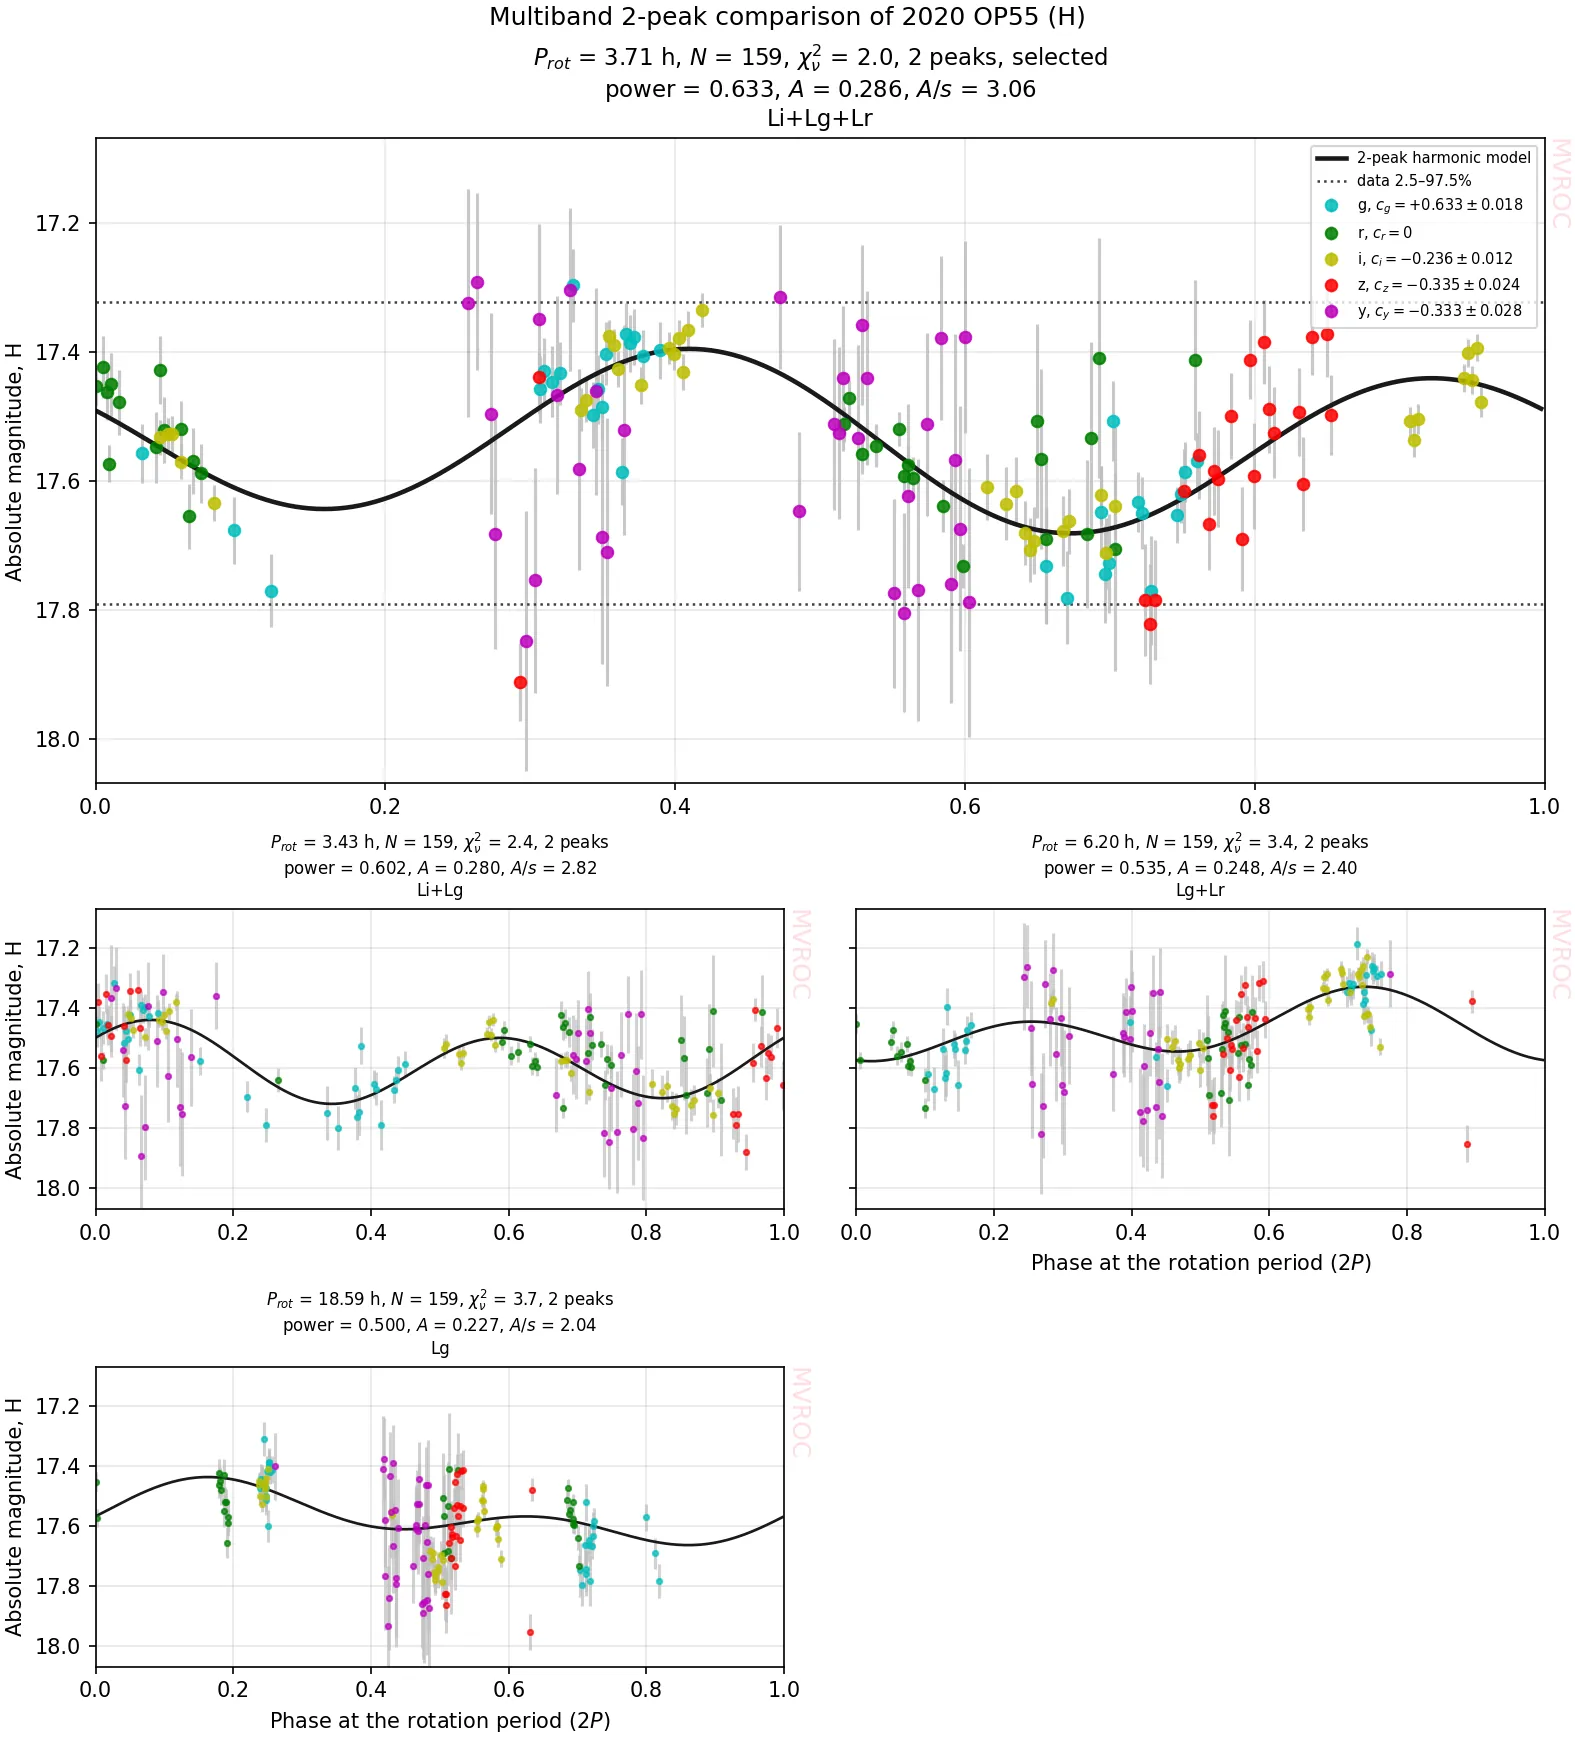 Multiband 2-peak comparison of 2020 OP55 (H)
P_rot = 3.71 h, N = 159, χ²_ν = 2.0, 2 peaks, selected
power = 0.633, A = 0.286, A/s = 3.06
Li+Lg+Lr
MVROC
2-peak harmonic model
data 2.5–97.5%
g, c_g = +0.633 ± 0.018
r, c_r = 0
i, c_i = −0.236 ± 0.012
z, c_z = −0.335 ± 0.024
y, c_y = −0.333 ± 0.028
Absolute magnitude, H
17.2
17.4
17.6
17.8
18.0
0.0 0.2 0.4 0.6 0.8 1.0
P_rot = 3.43 h, N = 159, χ²_ν = 2.4, 2 peaks
power = 0.602, A = 0.280, A/s = 2.82
Li+Lg
MVROC
Absolute magnitude, H
17.2
17.4
17.6
17.8
18.0
0.0 0.2 0.4 0.6 0.8 1.0
P_rot = 6.20 h, N = 159, χ²_ν = 3.4, 2 peaks
power = 0.535, A = 0.248, A/s = 2.40
Lg+Lr
MVROC
0.0 0.2 0.4 0.6 0.8 1.0
Phase at the rotation period (2P)
P_rot = 18.59 h, N = 159, χ²_ν = 3.7, 2 peaks
power = 0.500, A = 0.227, A/s = 2.04
Lg
MVROC
Absolute magnitude, H
17.2
17.4
17.6
17.8
18.0
0.0 0.2 0.4 0.6 0.8 1.0
Phase at the rotation period (2P)